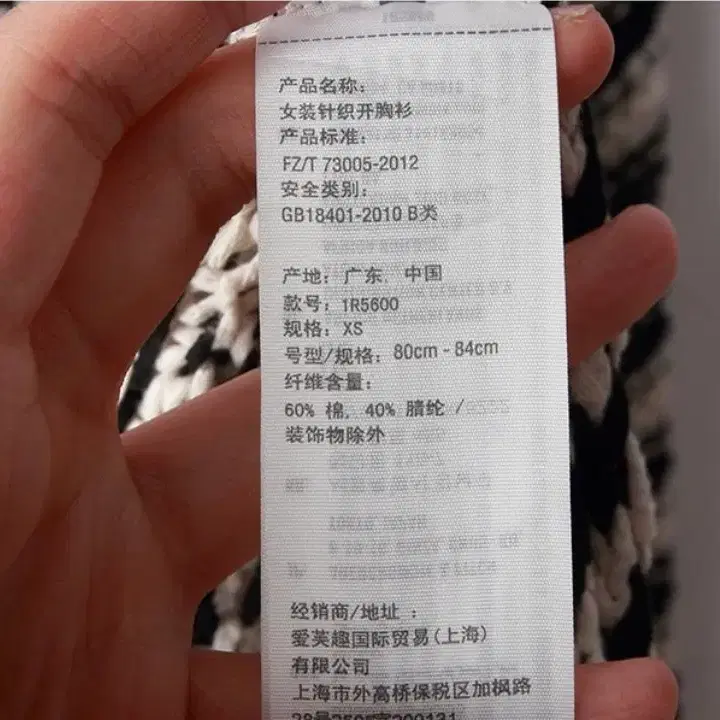 产品名称：
女装针织开胸衫
产品标准：
FZ/T 73005-2012
安全类别：
GB18401-2010 B类
产地：广东, 中国
款号：1R5600
规格：XS
号型/规格：80cm - 84cm
纤维含量：
60% 棉, 40% 腈纶 /
装饰物除外
经销商/地址 ：
爱芙趣国际贸易(上海)
有限公司
上海市外高桥保税区加枫路